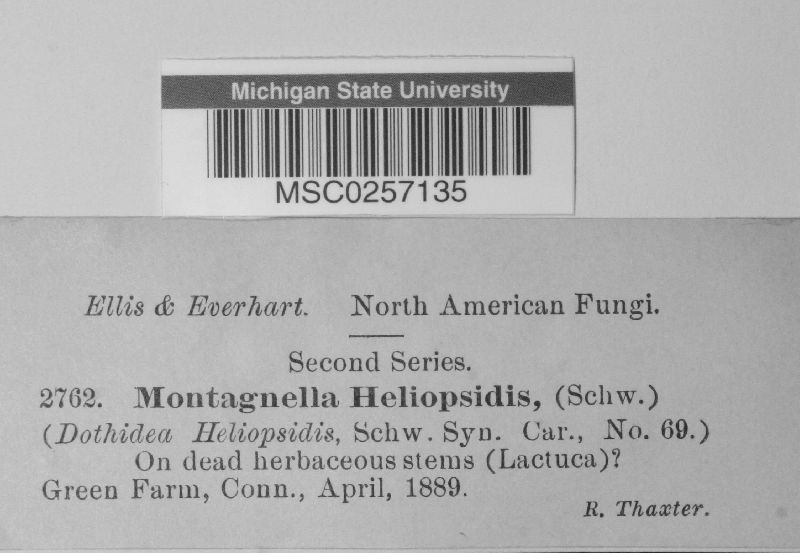 Michigan State University
MSC0257135
Ellis & Everhart. North American Fungi.
Second Series.
2762. Montagnella Heliopsidis, (Schw.)
(Dothidea Heliopsidis, Schw. Syn. Car., No. 69.)
On dead herbaceous stems (Lactuca)?
Green Farm, Conn., April, 1889.
R. Thaxter.